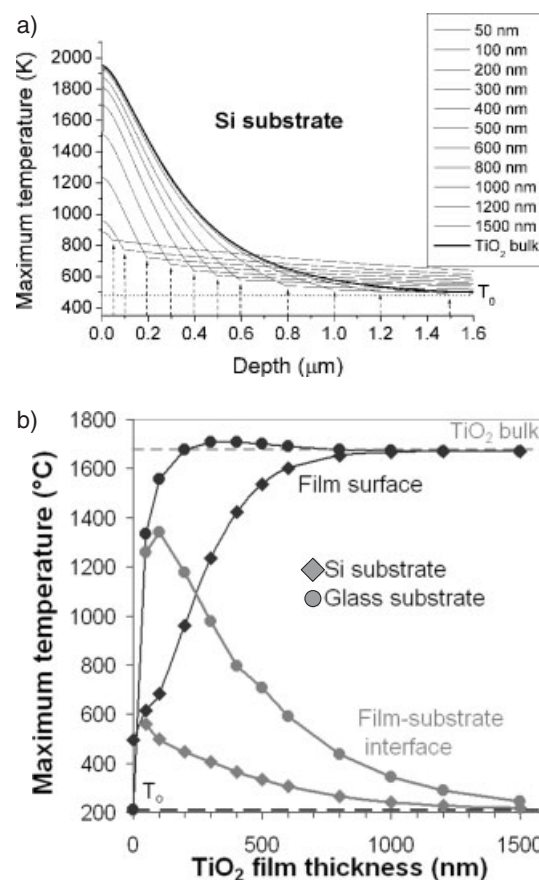 a)
2000
1800
1600
1400
1200
1000
800
600
400
Maximum temperature (K)
Si substrate
50 nm
100 nm
200 nm
300 nm
400 nm
500 nm
600 nm
800 nm
1000 nm
1200 nm
1500 nm
TiO₂ bulk
T₀
0.0 0.2 0.4 0.6 0.8 1.0 1.2 1.4 1.6
Depth (μm)
b)
1800
1600
1400
1200
1000
800
600
400
200
Maximum temperature (°C)
TiO₂ bulk
Film surface
Si substrate
Glass substrate
Film-substrate
interface
T₀
0 500 1000 1500
TiO₂ film thickness (nm)